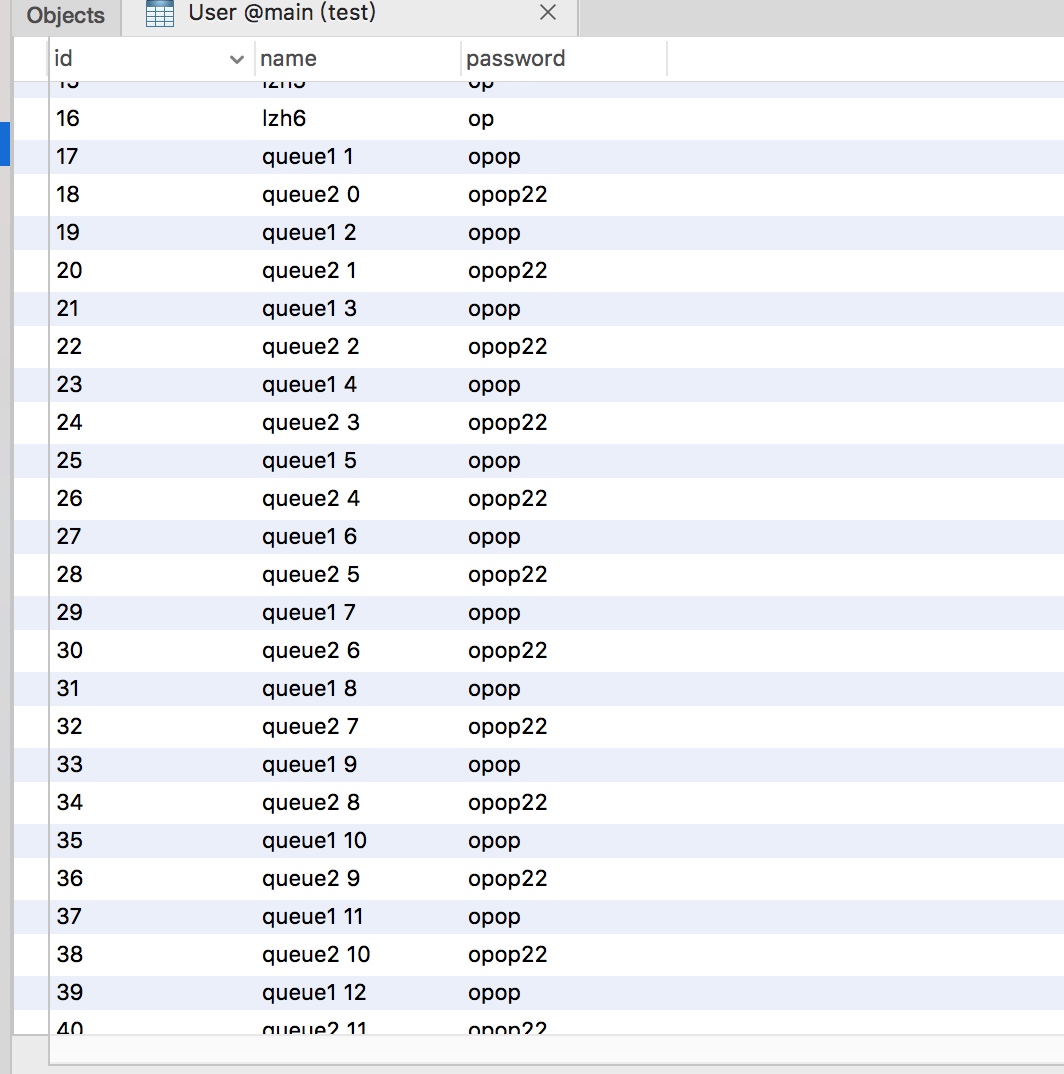 Objects User @main (test)
id name password
16 lzh6 op
17 queue1 1 opop
18 queue2 0 opop22
19 queue1 2 opop
20 queue2 1 opop22
21 queue1 3 opop
22 queue2 2 opop22
23 queue1 4 opop
24 queue2 3 opop22
25 queue1 5 opop
26 queue2 4 opop22
27 queue1 6 opop
28 queue2 5 opop22
29 queue1 7 opop
30 queue2 6 opop22
31 queue1 8 opop
32 queue2 7 opop22
33 queue1 9 opop
34 queue2 8 opop22
35 queue1 10 opop
36 queue2 9 opop22
37 queue1 11 opop
38 queue2 10 opop22
39 queue1 12 opop
40 queue2 11 opop22